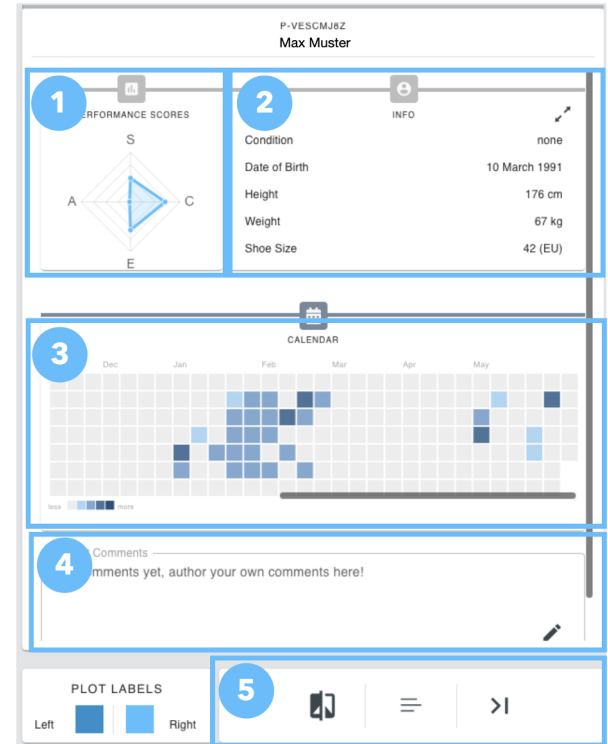 P-VESCMJ8Z
Max Muster
1
2
PERFORMANCE SCORES
INFO
S
A
C
E
Condition none
Date of Birth 10 March 1991
Height 176 cm
Weight 67 kg
Shoe Size 42 (EU)
CALENDAR
3
Dec Jan Feb Mar Apr May
less more
4
Comments
yet, author your own comments here!
5
PLOT LABELS
Left Right